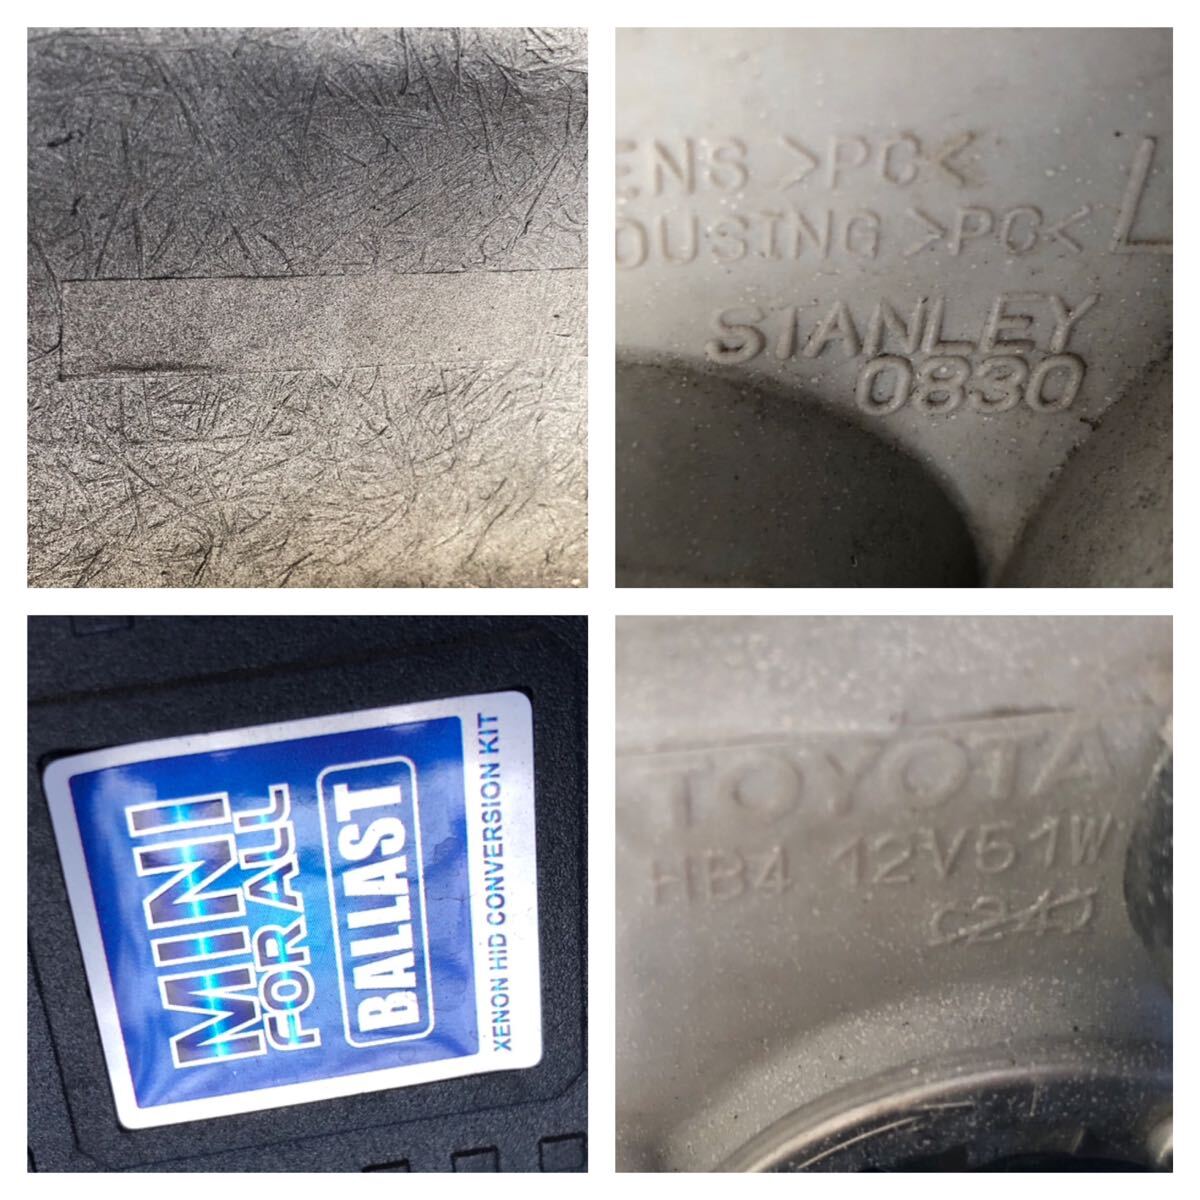 ENS >PC<
OUSING >PC< L
STANLEY
0830
MINI
FOR ALL
BALLAST
XENON HID CONVERSION KIT
TOYOTA
HB4 12V51W